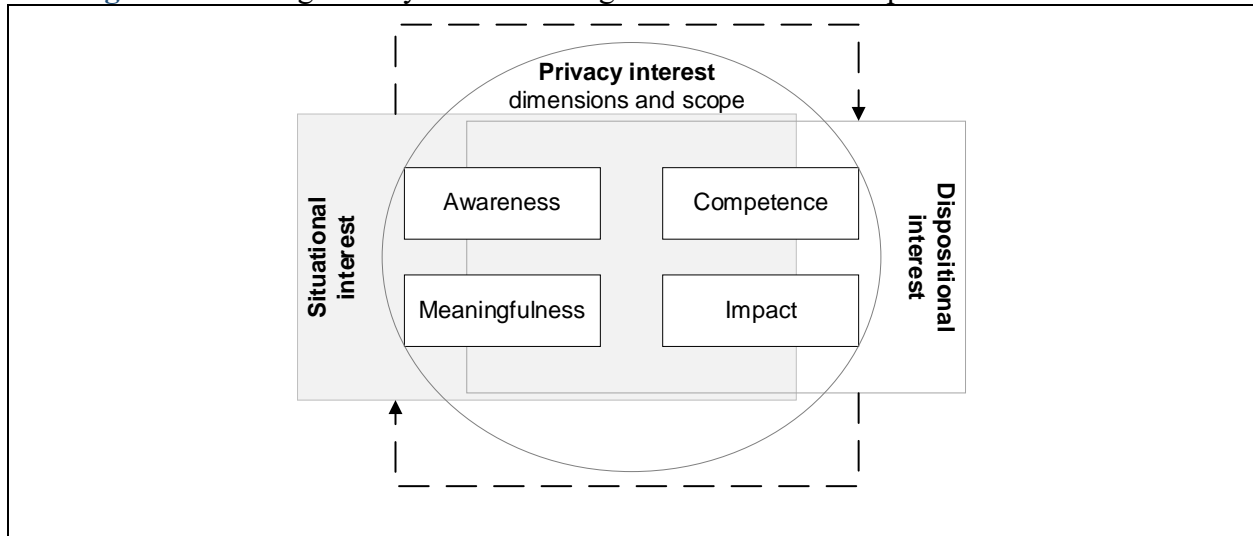 Privacy interest
dimensions and scope
Situational
interest
Awareness
Competence
Meaningfulness
Impact
Dispositional
interest